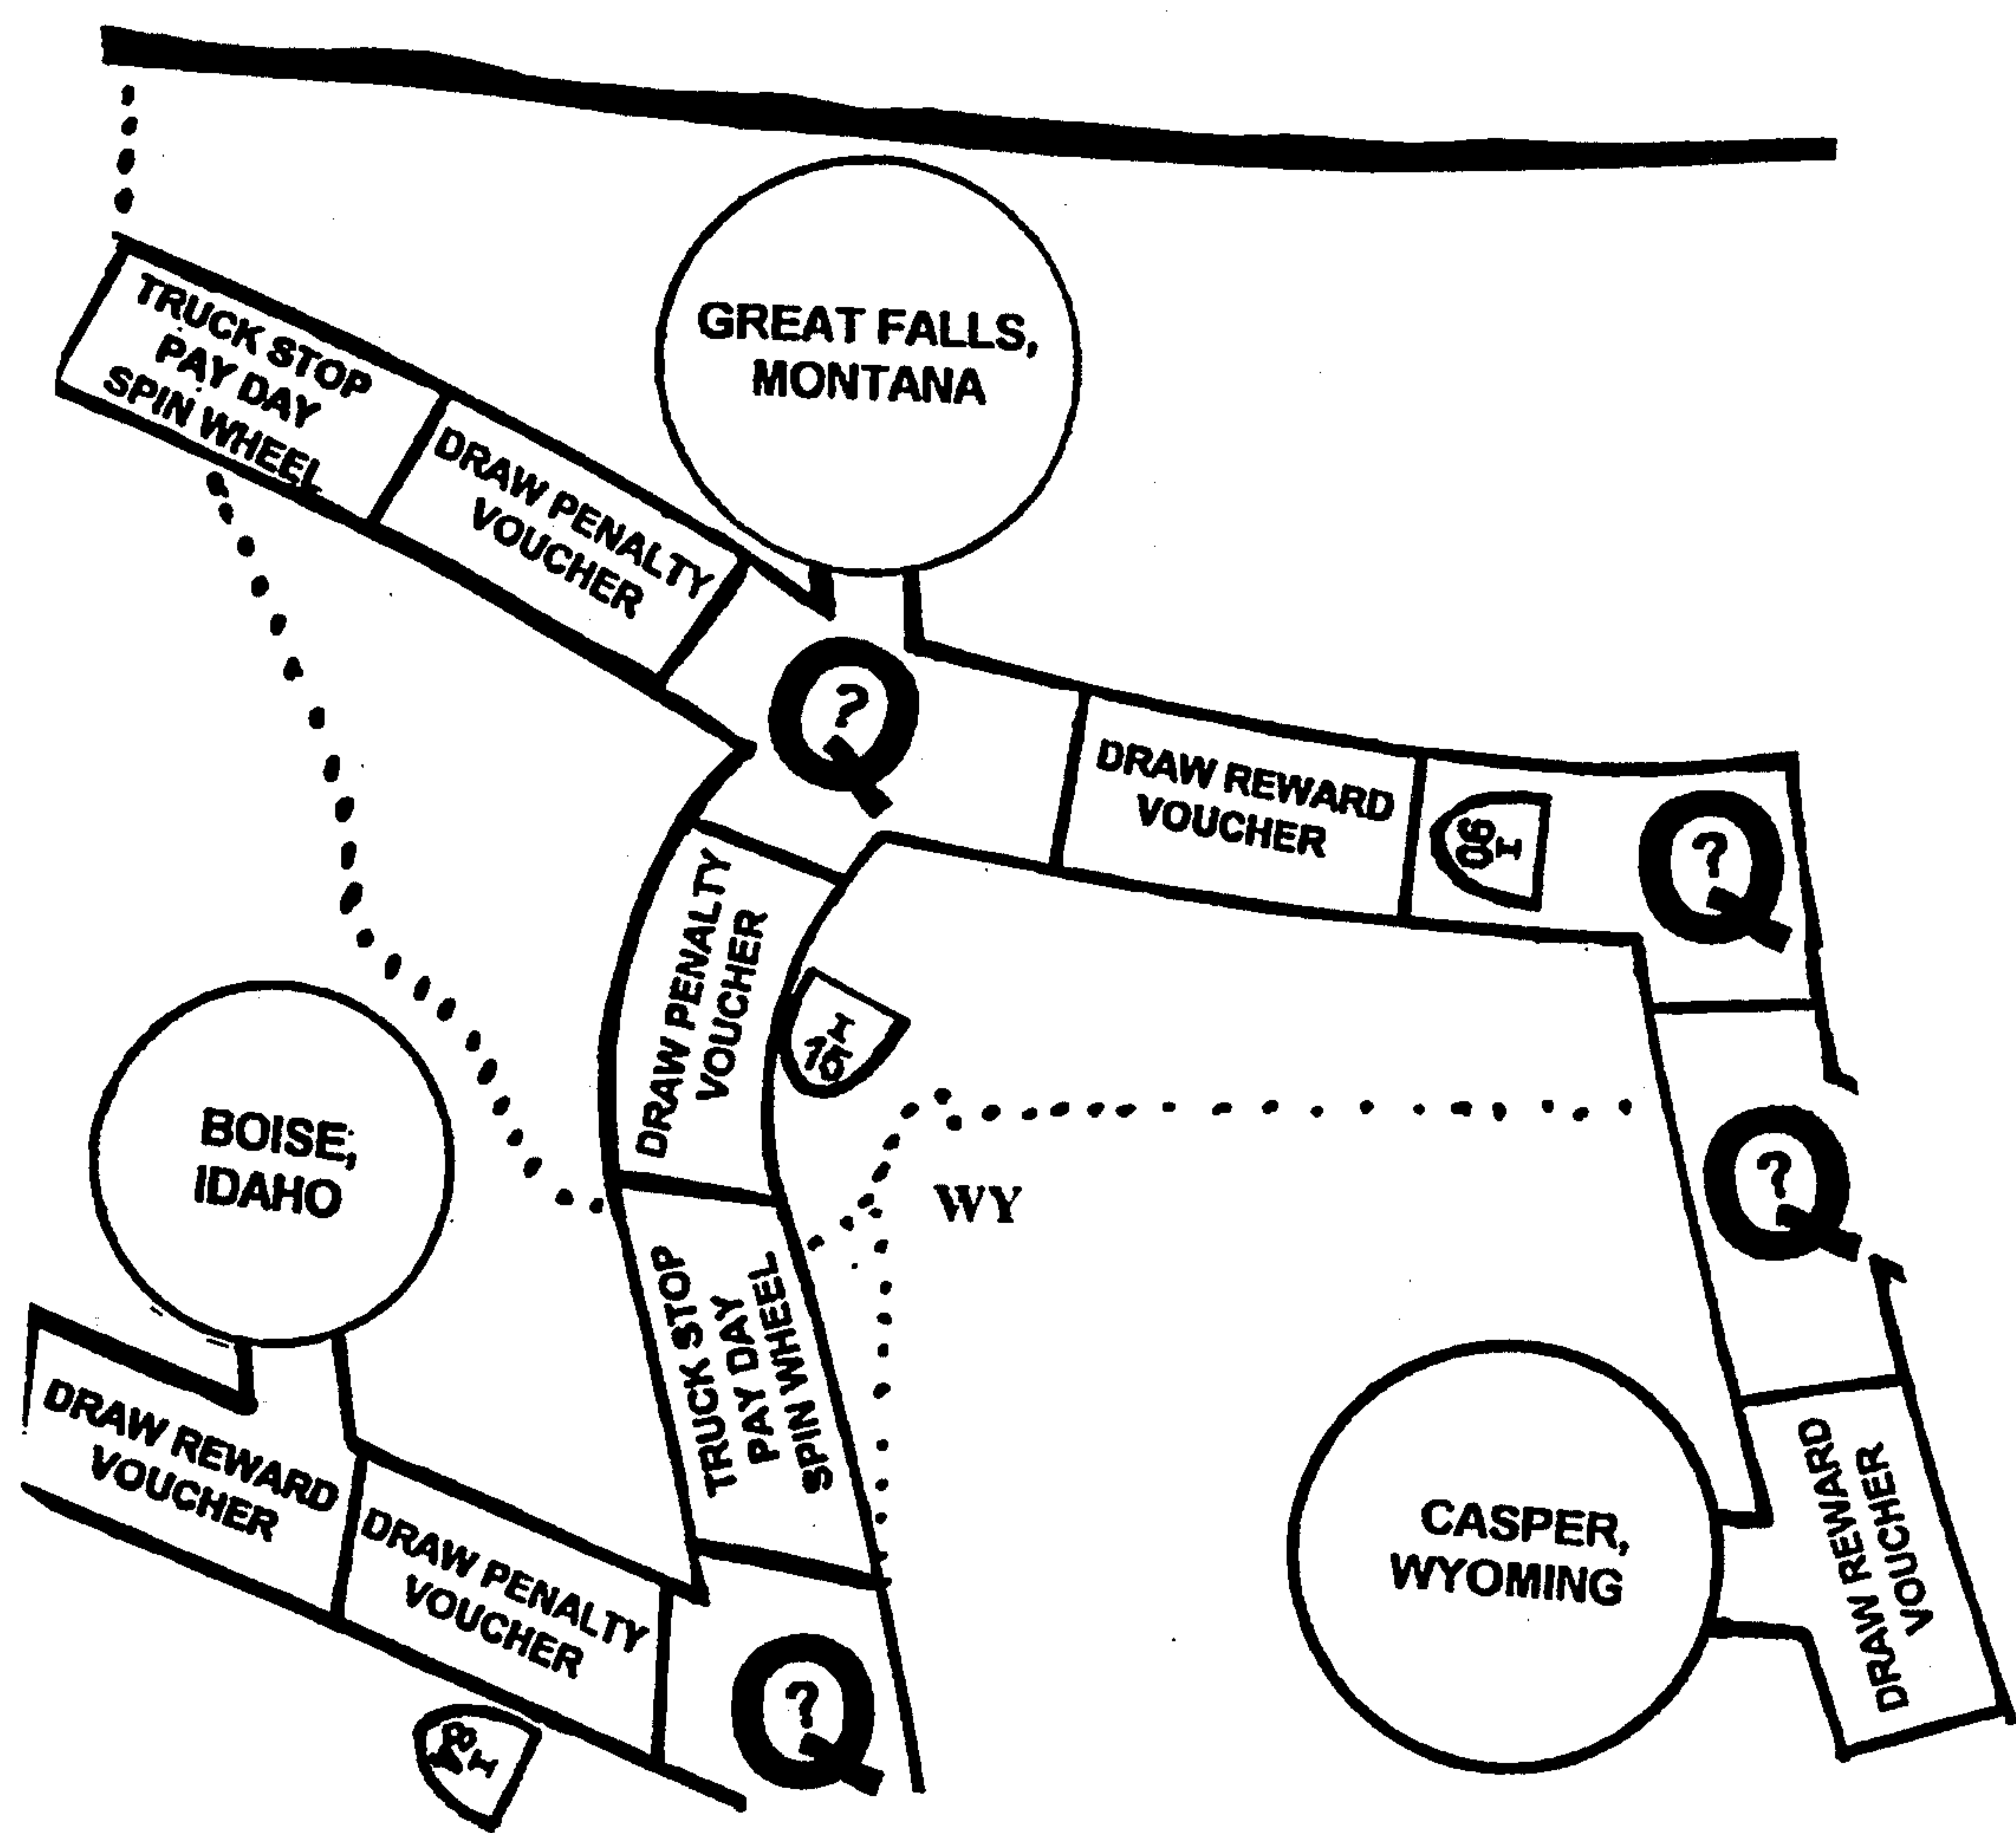 GREAT FALLS,
MONTANA
TRUCK STOP
PAY DAY
SPIN WHEEL
DRAW PENALTY
VOUCHER
?
Q
DRAW REWARD
VOUCHER
I
90
?
Q
DRAW PENALTY
VOUCHER
I
15
?
Q
WY
BOISE,
IDAHO
TRUCK STOP
PAY DAY
SPIN WHEEL
DRAW REWARD
VOUCHER
DRAW PENALTY
VOUCHER
I
?
Q
CASPER,
WYOMING
DRAW REWARD
VOUCHER